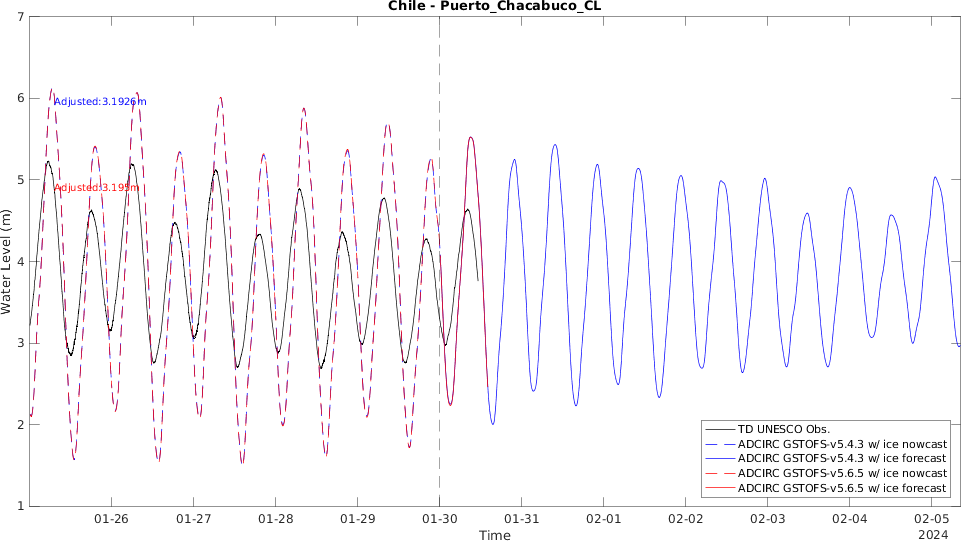 Chile - Puerto_Chacabuco_CL
7
6
5
4
3
2
1
Water Level (m)
Adjusted:3.1926m
Adjusted:3.195m
TD UNESCO Obs.
ADCIRC GSTOFS-v5.4.3 w/ ice nowcast
ADCIRC GSTOFS-v5.4.3 w/ ice forecast
ADCIRC GSTOFS-v5.6.5 w/ ice nowcast
ADCIRC GSTOFS-v5.6.5 w/ ice forecast
01-26 01-27 01-28 01-29 01-30 01-31 02-01 02-02 02-03 02-04 02-05
2024
Time